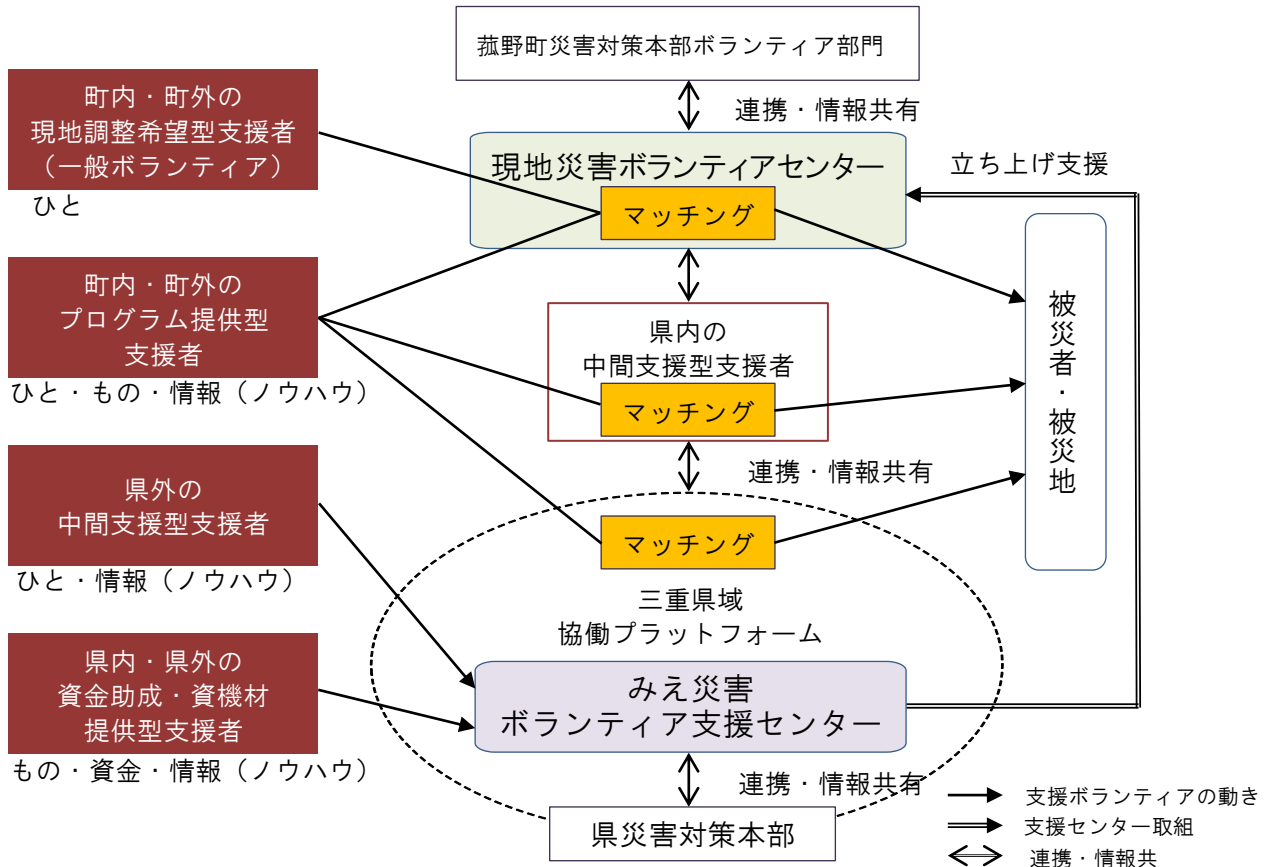 菰野町災害対策本部ボランティア部門
連携・情報共有
町内・町外の
現地調整希望型支援者
（一般ボランティア）
ひと
現地災害ボランティアセンター
マッチング
立ち上げ支援
町内・町外の
プログラム提供型
支援者
ひと・もの・情報（ノウハウ）
県内の
中間支援型支援者
マッチング
被災者・被災地
連携・情報共有
県外の
中間支援型支援者
ひと・情報（ノウハウ）
マッチング
三重県域
協働プラットフォーム
県内・県外の
資金助成・資機材
提供型支援者
もの・資金・情報（ノウハウ）
みえ災害
ボランティア支援センター
連携・情報共有
県災害対策本部
支援ボランティアの動き
支援センター取組
連携・情報共